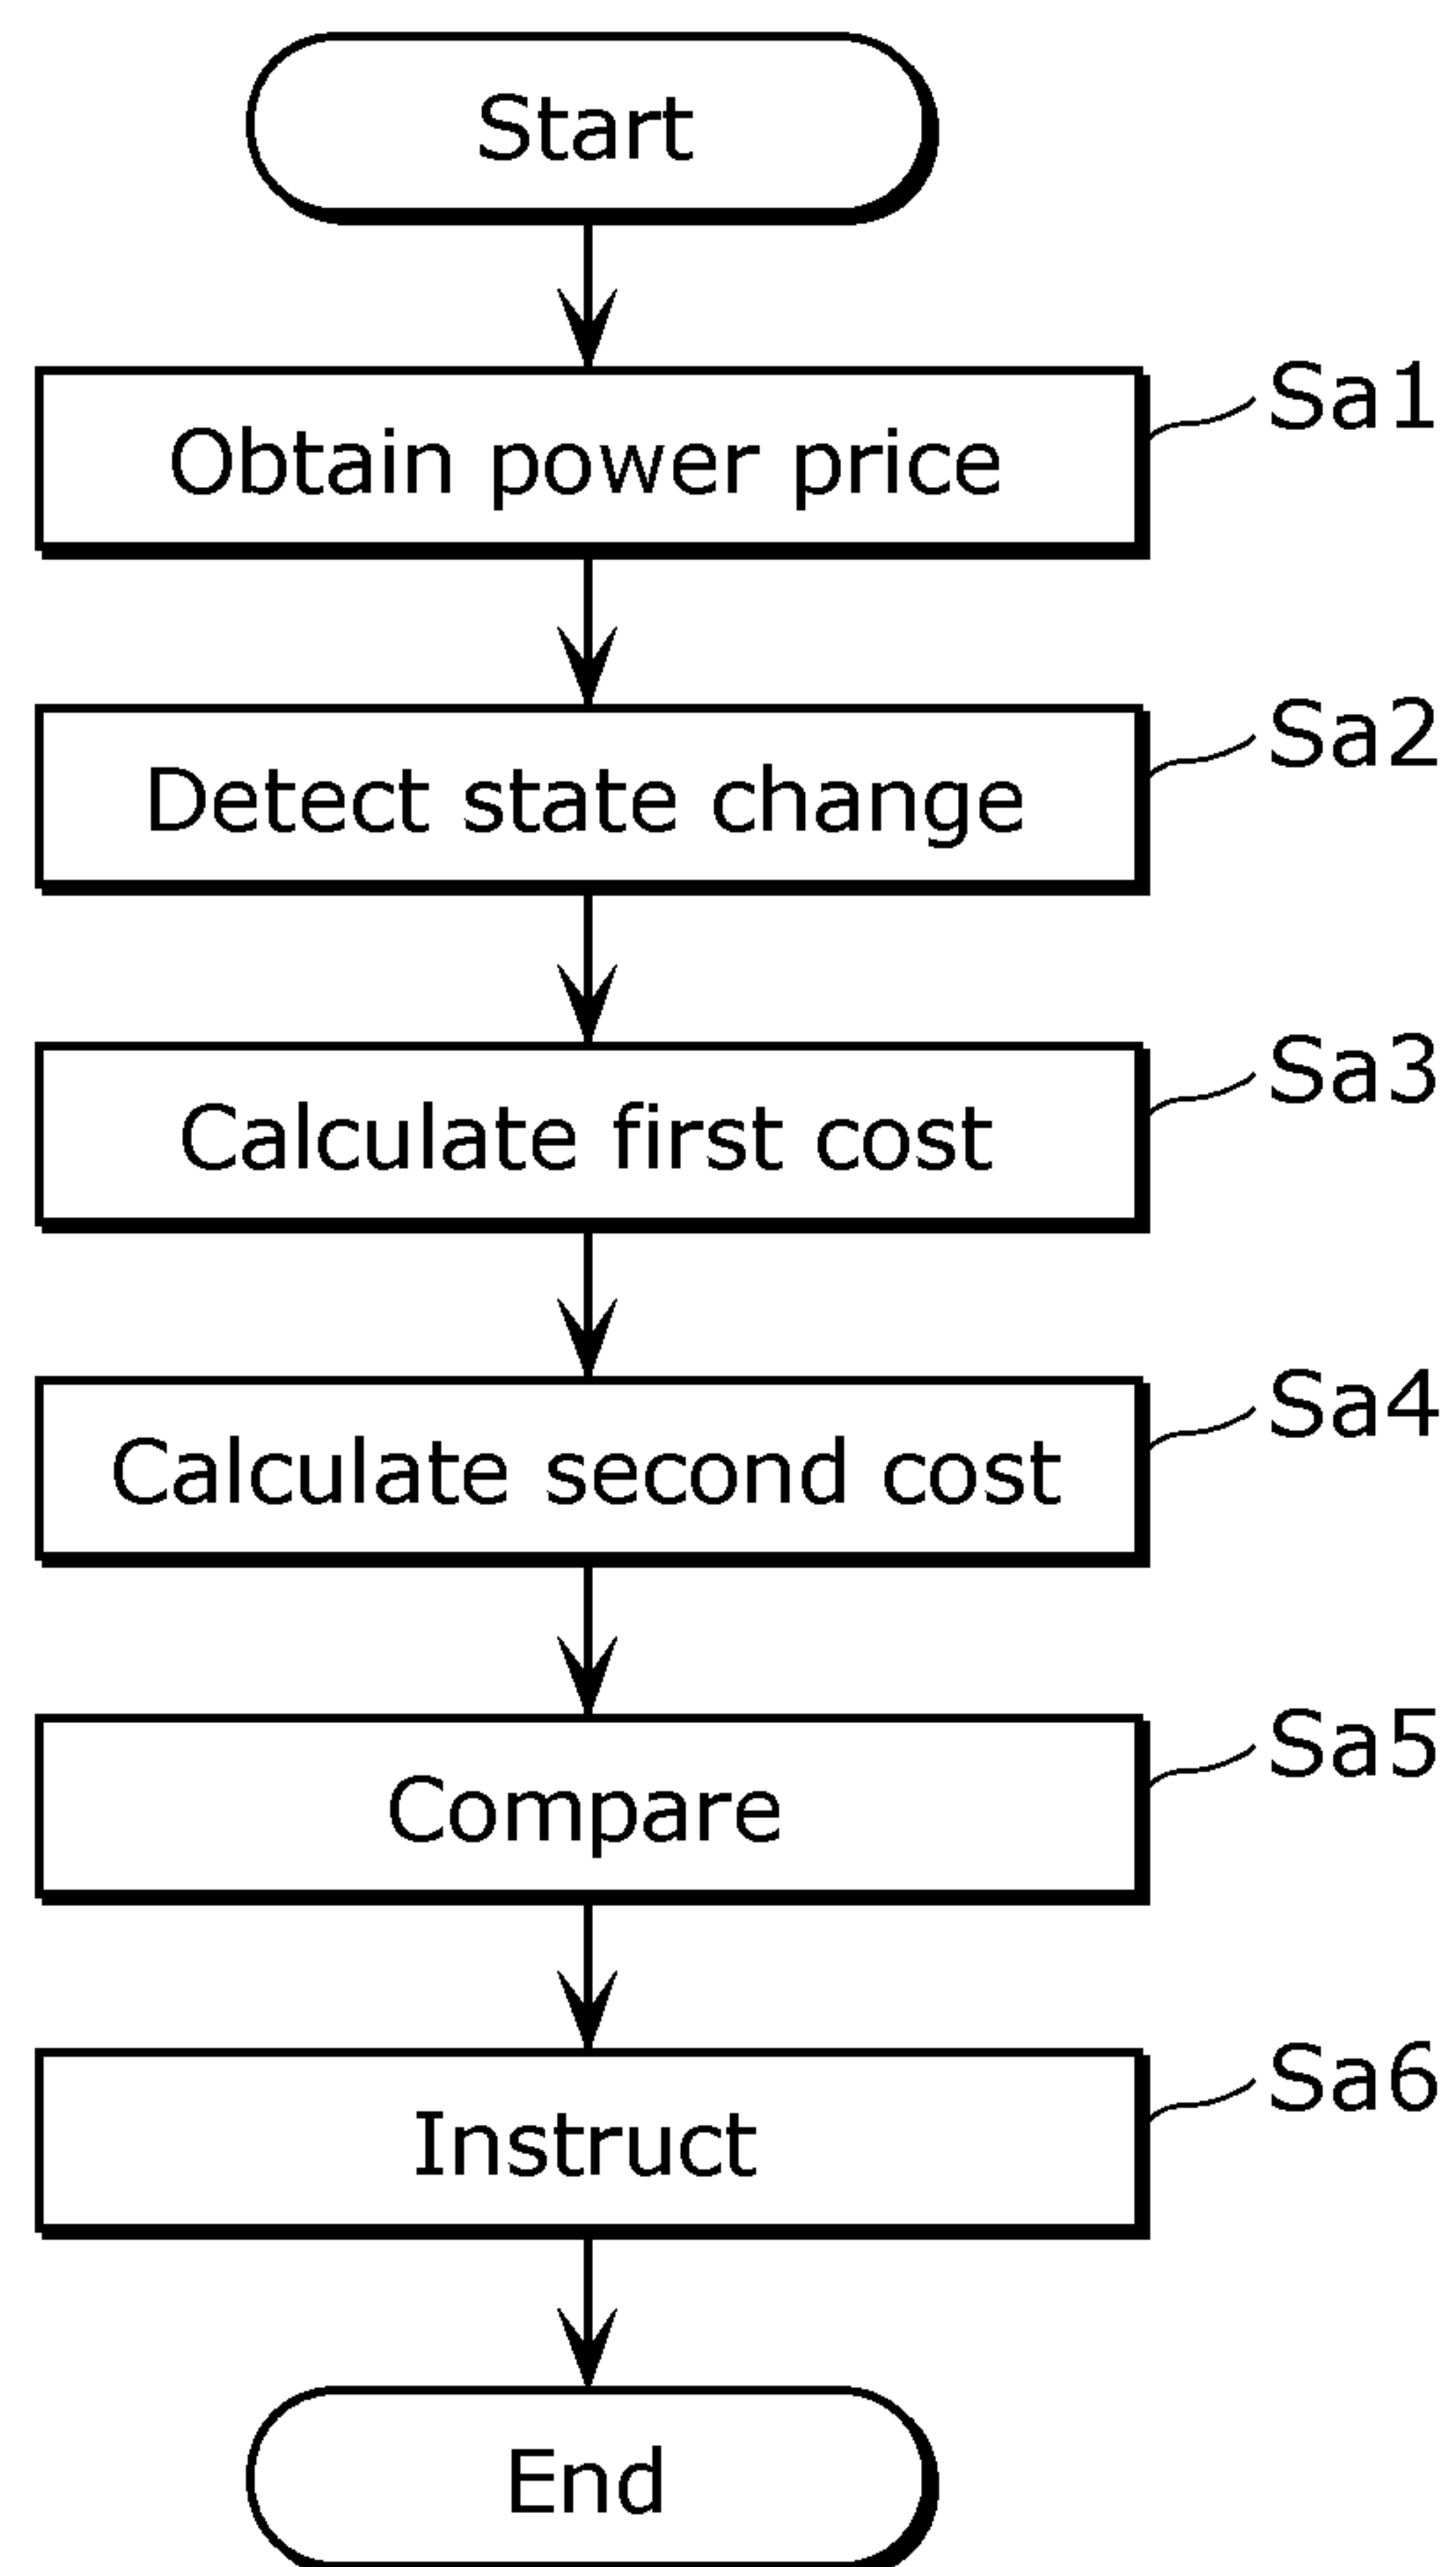 Start
Obtain power price
Sa1
Detect state change
Sa2
Calculate first cost
Sa3
Calculate second cost
Sa4
Compare
Sa5
Instruct
Sa6
End